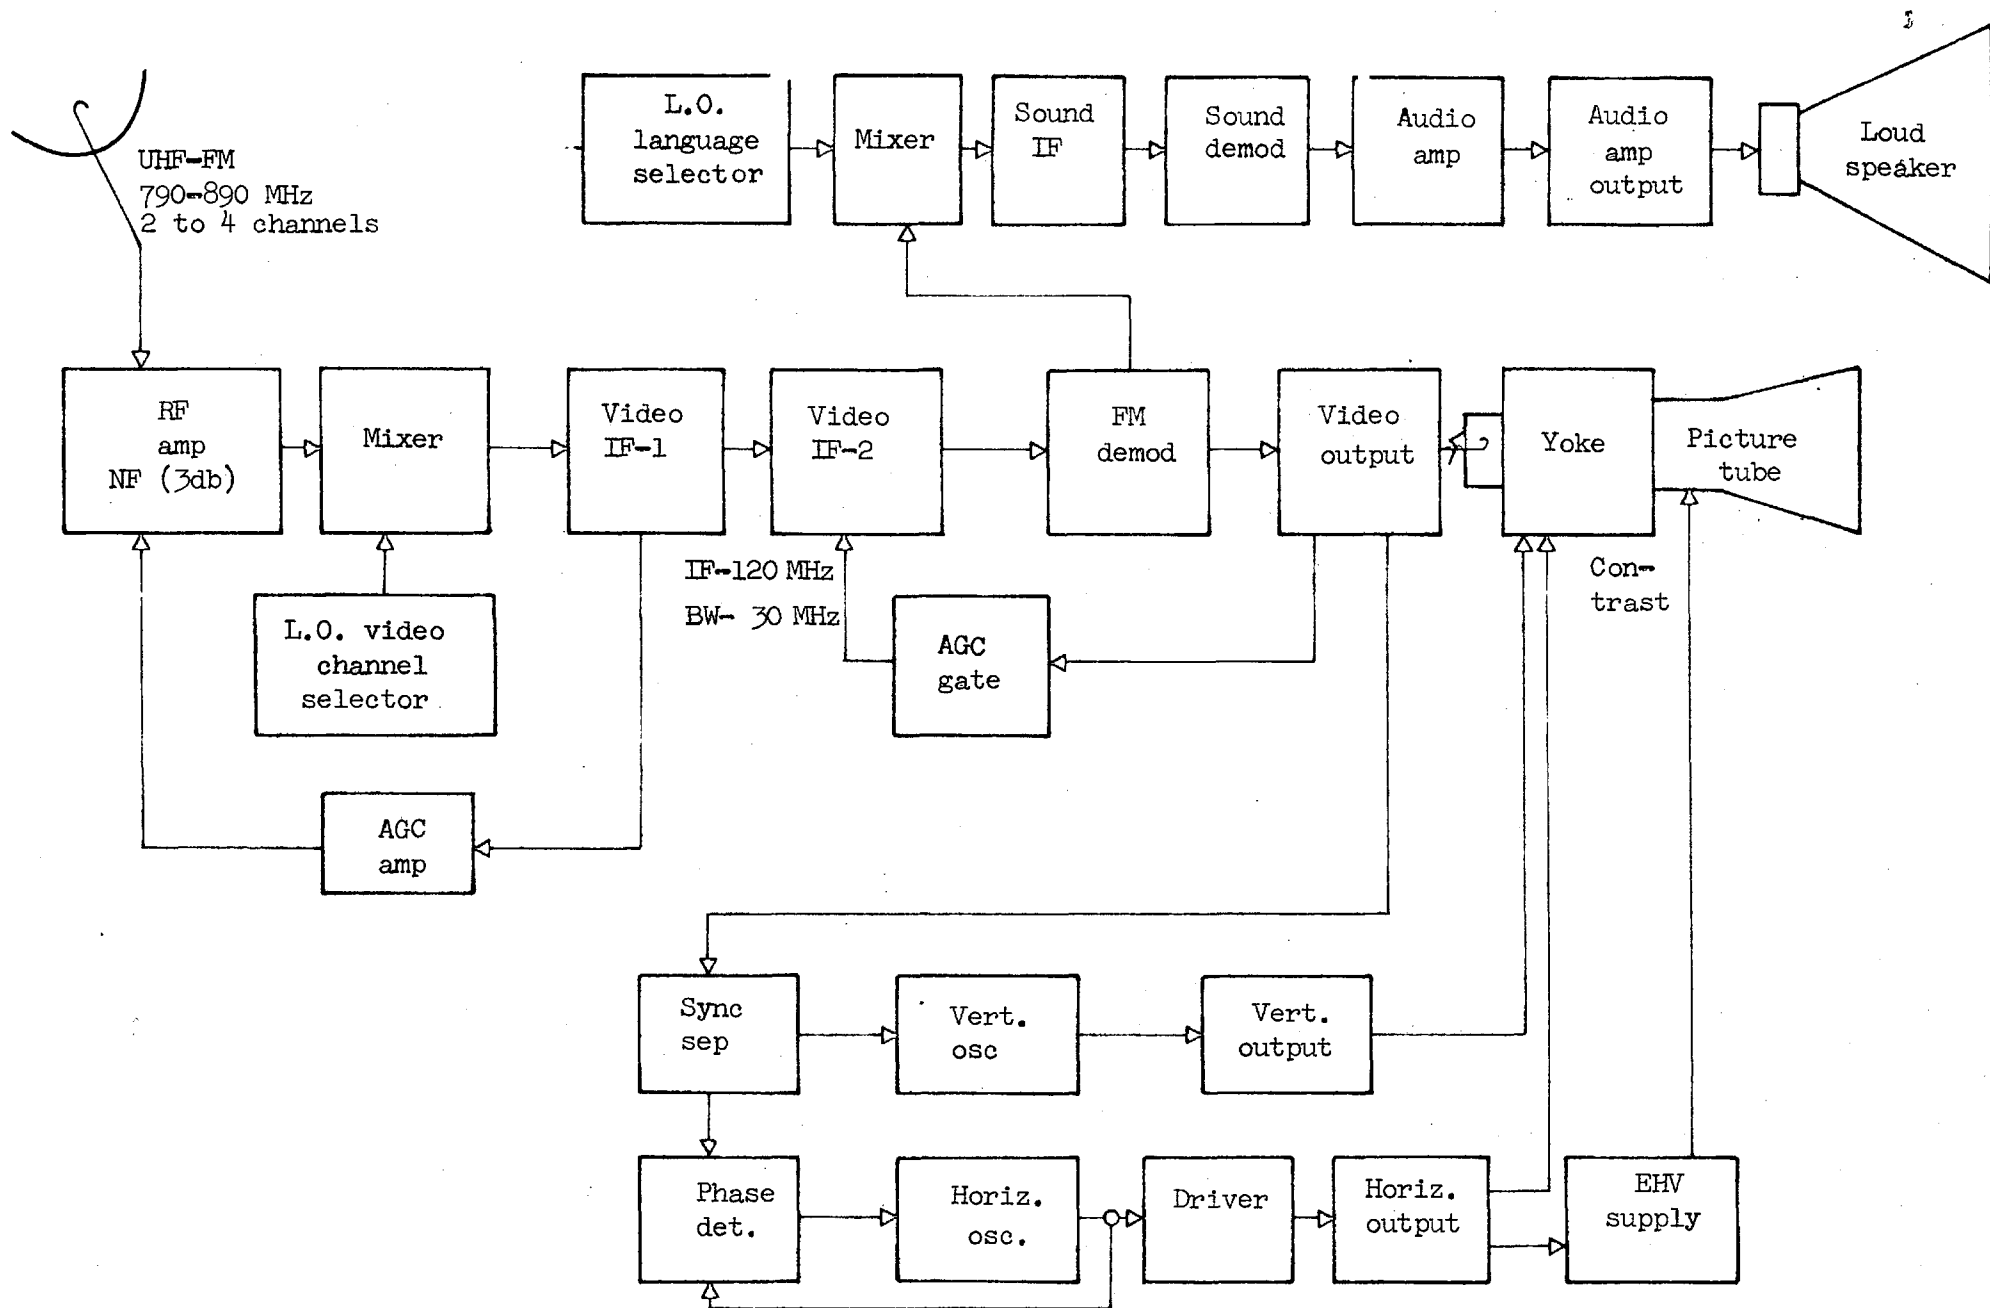 UHF-FM
790-890 MHz
2 to 4 channels
L.O.
language
selector
Mixer
Sound
IF
Sound
demod
Audio
amp
Audio
amp
output
Loud
speaker
RF
amp
NF (3db)
Mixer
Video
IF-1
Video
IF-2
FM
demod
Video
output
Yoke
Picture
tube
L.O. video
channel
selector
IF-120 MHz
BW- 30 MHz
AGC
gate
Con-
trast
AGC
amp
Sync
sep
Vert.
osc
Vert.
output
Phase
det.
Horiz.
osc.
Driver
Horiz.
output
EHV
supply